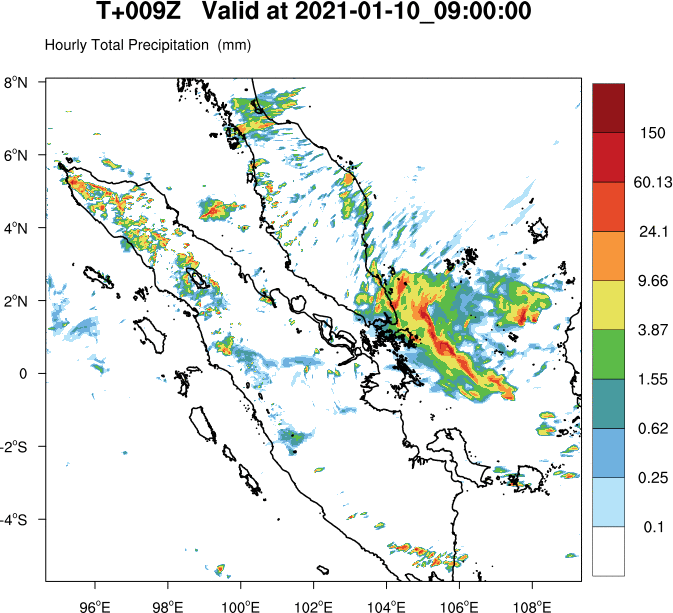 T+009Z Valid at 2021-01-10_09:00:00
Hourly Total Precipitation (mm)
8°N
6°N
4°N
2°N
0
-2°S
-4°S
96°E 98°E 100°E 102°E 104°E 106°E 108°E
150
60.13
24.1
9.66
3.87
1.55
0.62
0.25
0.1